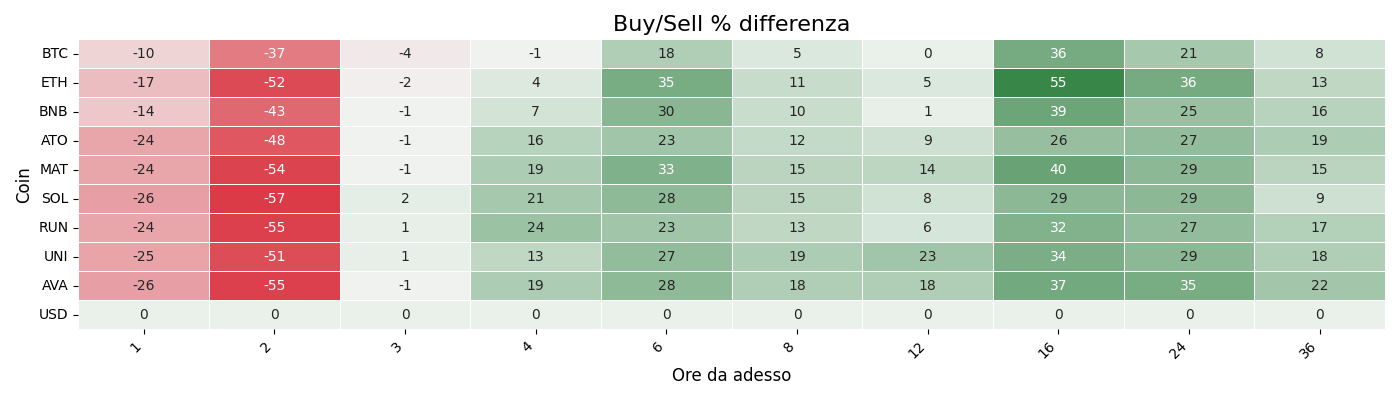 Buy/Sell % differenza
Coin
BTC -10 -37 -4 -1 18 5 0 36 21 8
ETH -17 -52 -2 4 35 11 5 55 36 13
BNB -14 -43 -1 7 30 10 1 39 25 16
ATO -24 -48 -1 16 23 12 9 26 27 19
MAT -24 -54 -1 19 33 15 14 40 29 15
SOL -26 -57 2 21 28 15 8 29 29 9
RUN -24 -55 1 24 23 13 6 32 27 17
UNI -25 -51 1 13 27 19 23 34 29 18
AVA -26 -55 -1 19 28 18 18 37 35 22
USD 0 0 0 0 0 0 0 0 0 0
1 2 3 4 6 8 12 16 24 36
Ore da adesso